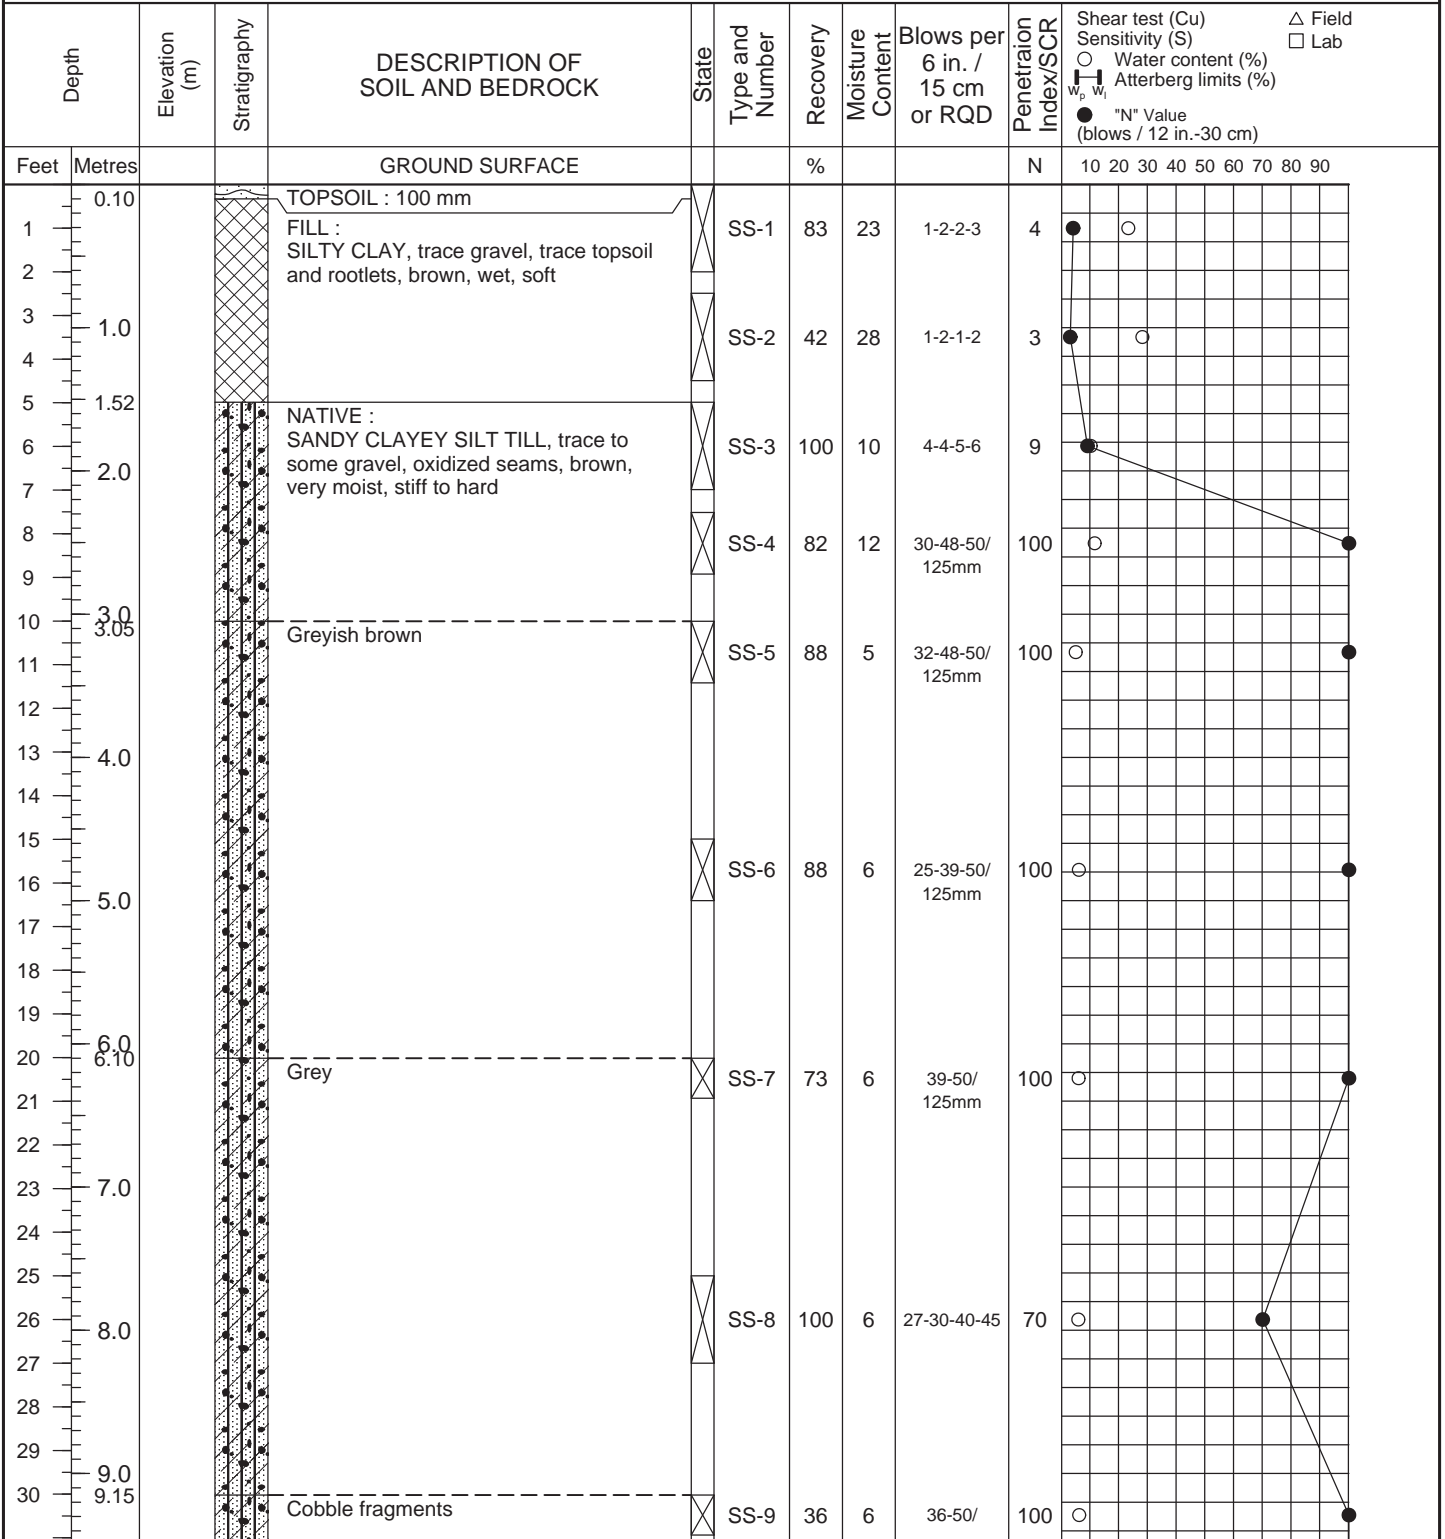 Depth
Elevation (m)
Stratigraphy
DESCRIPTION OF
SOIL AND BEDROCK
State
Type and Number
Recovery
Moisture Content
Blows per
6 in. /
15 cm
or RQD
Penetraion Index/SCR
Shear test (Cu) △ Field
Sensitivity (S) □ Lab
○ Water content (%)
Wp Wl Atterberg limits (%)
● "N" Value
(blows / 12 in.-30 cm)
Feet Metres GROUND SURFACE % N 10 20 30 40 50 60 70 80 90
0.10 TOPSOIL : 100 mm
1 FILL : SS-1 83 23 1-2-2-3 4
SILTY CLAY, trace gravel, trace topsoil
2 and rootlets, brown, wet, soft
3 1.0 SS-2 42 28 1-2-1-2 3
4
5 1.52
NATIVE :
6 SANDY CLAYEY SILT TILL, trace to SS-3 100 10 4-4-5-6 9
2.0 some gravel, oxidized seams, brown,
7 very moist, stiff to hard
8 SS-4 82 12 30-48-50/ 100
125mm
9
3.0
10 3.05
Greyish brown
11 SS-5 88 5 32-48-50/ 100
125mm
12
13 4.0
14
15
16 SS-6 88 6 25-39-50/ 100
5.0 125mm
17
18
19
6.0
20 6.10
Grey SS-7 73 6 39-50/ 100
21 125mm
22
23 7.0
24
25
26 8.0 SS-8 100 6 27-30-40-45 70
27
28
29
9.0
30 9.15
Cobble fragments SS-9 36 6 36-50/ 100